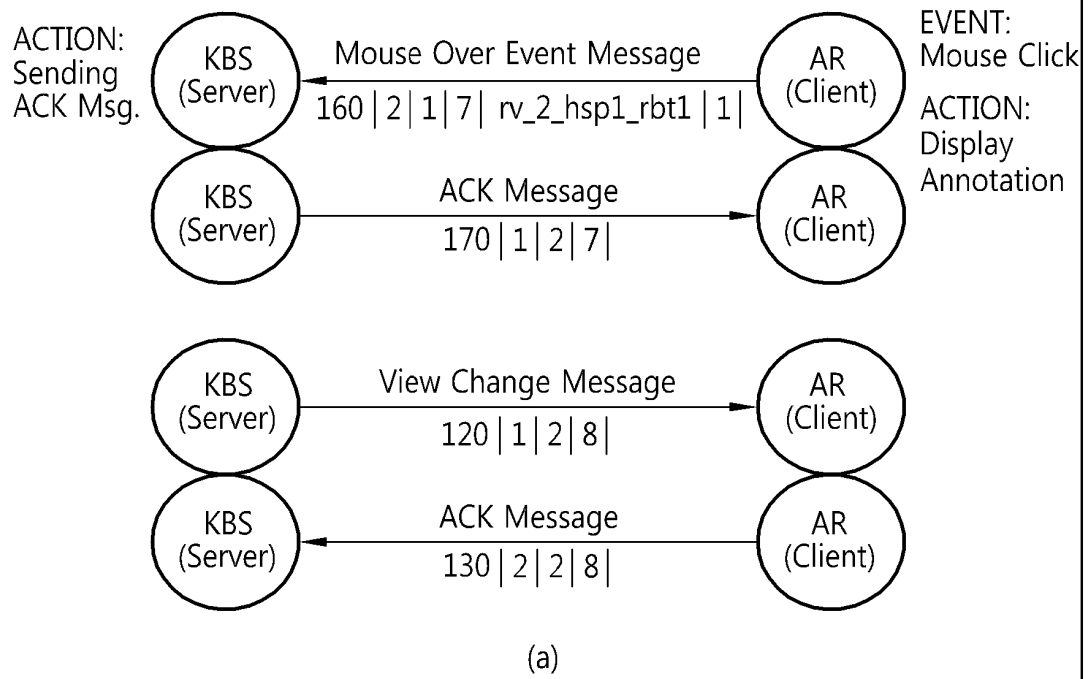 ACTION:
Sending
ACK Msg.
KBS
(Server)
Mouse Over Event Message
160 | 2 | 1 | 7 | rv_2_hsp1_rbt1 | 1 |
AR
(Client)
EVENT:
Mouse Click
ACTION:
Display
Annotation
KBS
(Server)
ACK Message
170 | 1 | 2 | 7 |
AR
(Client)
KBS
(Server)
View Change Message
120 | 1 | 2 | 8 |
AR
(Client)
KBS
(Server)
ACK Message
130 | 2 | 2 | 8 |
AR
(Client)
(a)